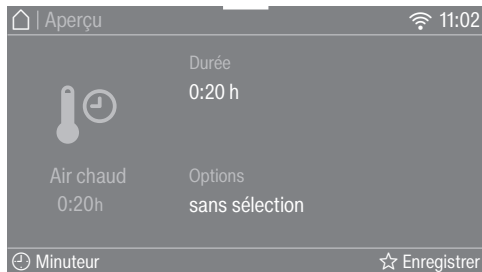 | Aperçu
11:02
Durée
0:20 h
Air chaud
0:20h
Options
sans sélection
Minuteur
Enregistrer